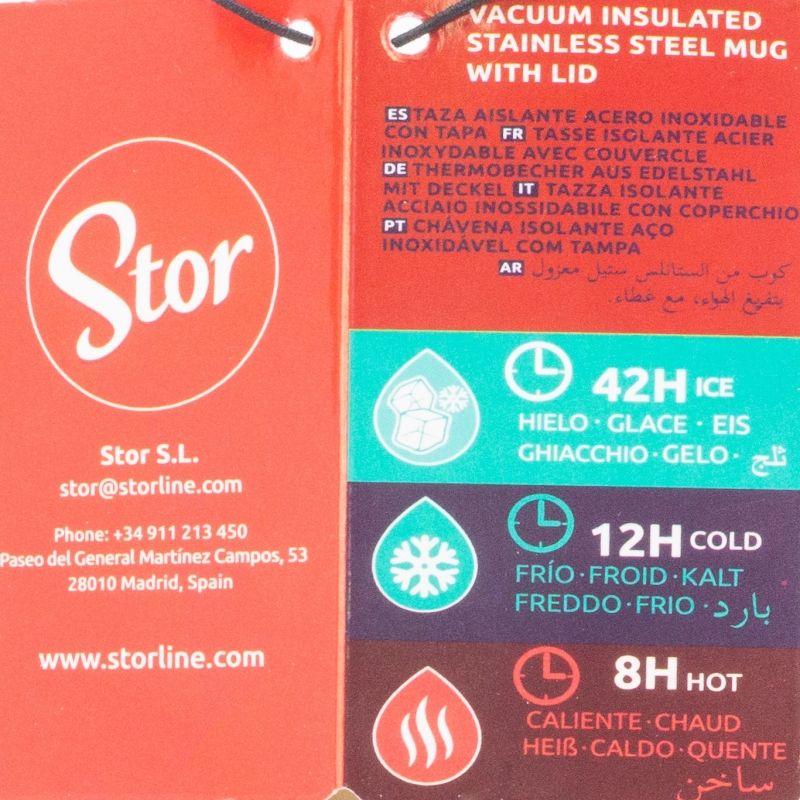 Stor
Stor S.L.
stor@storline.com
Phone: +34 911 213 450
Paseo del General Martínez Campos, 53
28010 Madrid, Spain
www.storline.com
VACUUM INSULATED
STAINLESS STEEL MUG
WITH LID
ES TAZA AISLANTE ACERO INOXIDABLE
CON TAPA FR TASSE ISOLANTE ACIER
INOXYDABLE AVEC COUVERCLE
DE THERMOBECHER AUS EDELSTAHL
MIT DECKEL IT TAZZA ISOLANTE
ACCIAIO INOSSIDABILE CON COPERCHIO
PT CHÁVENA ISOLANTE AÇO
INOXIDÁVEL COM TAMPA
AR كوب من الستانلس ستيل معزول
بتفريغ الهواء، مع غطاء.
42H ICE
HIELO · GLACE · EIS
GHIACCHIO · GELO · ثلج
12H COLD
FRÍO · FROID · KALT
FREDDO · FRIO · بارد
8H HOT
CALIENTE · CHAUD
HEIß · CALDO · QUENTE
ساخن